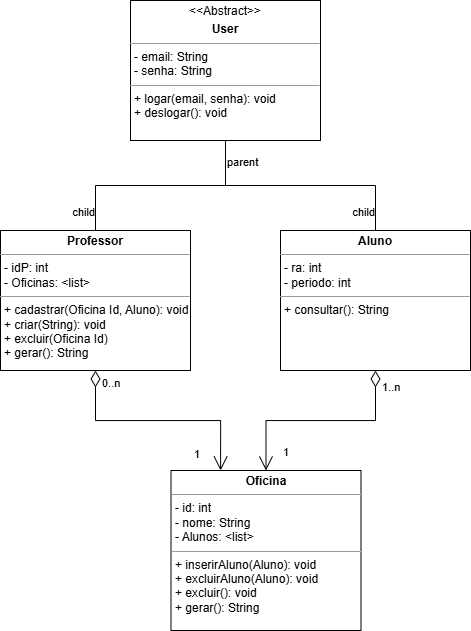 <<Abstract>>
User
- email: String
- senha: String
+ logar(email, senha): void
+ deslogar(): void
parent
child
child
Professor
- idP: int
- Oficinas: <list>
+ cadastrar(Oficina Id, Aluno): void
+ criar(String): void
+ excluir(Oficina Id)
+ gerar(): String
Aluno
- ra: int
- periodo: int
+ consultar(): String
0..n
1..n
1
1
Oficina
- id: int
- nome: String
- Alunos: <list>
+ inserirAluno(Aluno): void
+ excluirAluno(Aluno): void
+ excluir(): void
+ gerar(): String